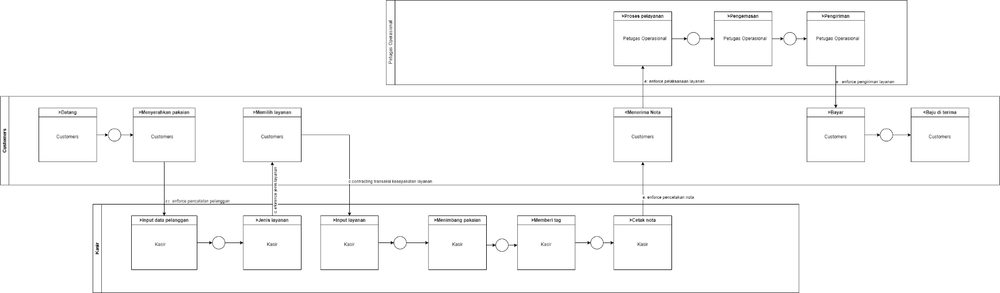 Petugas Operasional
>Proses pelayanan
Petugas Operasional
>Pengemasan
Petugas Operasional
>Pengiriman
Petugas Operasional
e: enforce pelaksanaan layanan
e : enforce pengiriman layanan
Customers
>Datang
Customers
>Menyerahkan pakaian
Customers
>Memilih layanan
Customers
<Menerima Nota
Customers
>Bayar
Customers
<Baju di terima
Customers
e: enforce pencatatan pelanggan
c: eforence jenis layanan
c:contracting transaksi kesepakatan layanan
e: enforce pencetakan nota
Kasir
>Input data pelanggan
Kasir
>Jenis layanan
Kasir
>Input layanan
Kasir
>Menimbang pakaian
Kasir
>Memberi tag
Kasir
>Cetak nota
Kasir